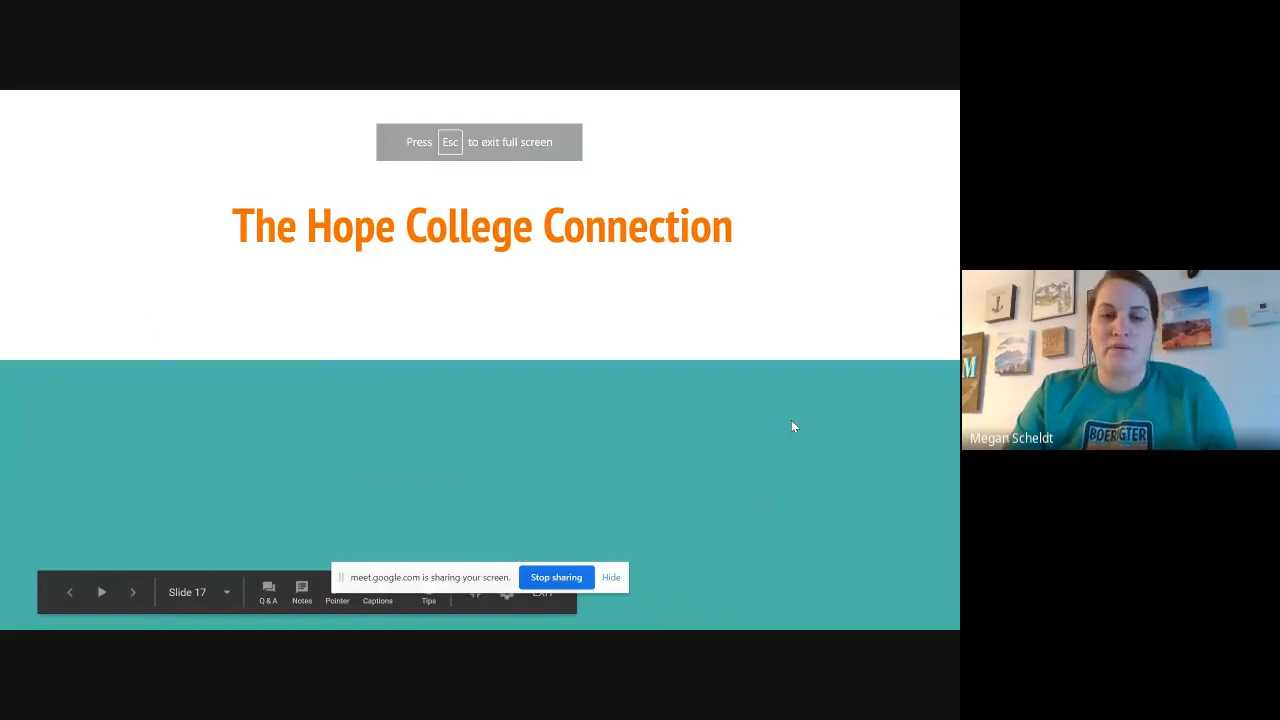 Press Esc to exit full screen
The Hope College Connection
M
BOERIGTER
Megan Scheldt
meet.google.com is sharing your screen.
Stop sharing
Hide
Slide 17
Q & A
Notes
Pointer
Captions
Tips